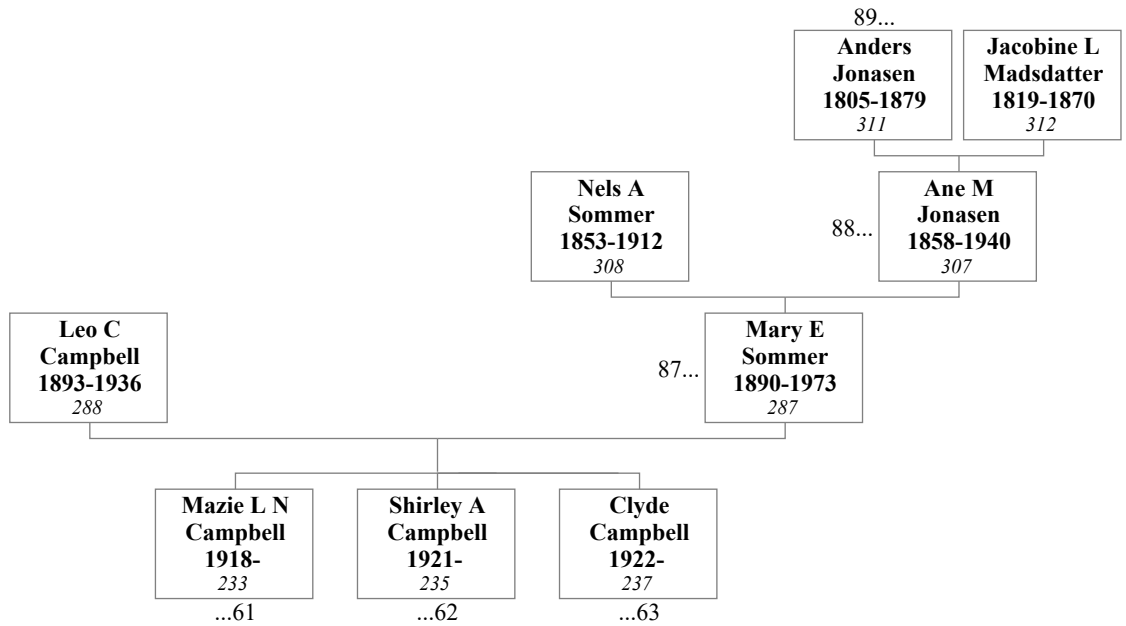 89...
Anders
Jonasen
1805-1879
311
Jacobine L
Madsdatter
1819-1870
312
Nels A
Sommer
1853-1912
308
88...
Ane M
Jonasen
1858-1940
307
Leo C
Campbell
1893-1936
288
87...
Mary E
Sommer
1890-1973
287
Mazie L N
Campbell
1918-
233
...61
Shirley A
Campbell
1921-
235
...62
Clyde
Campbell
1922-
237
...63